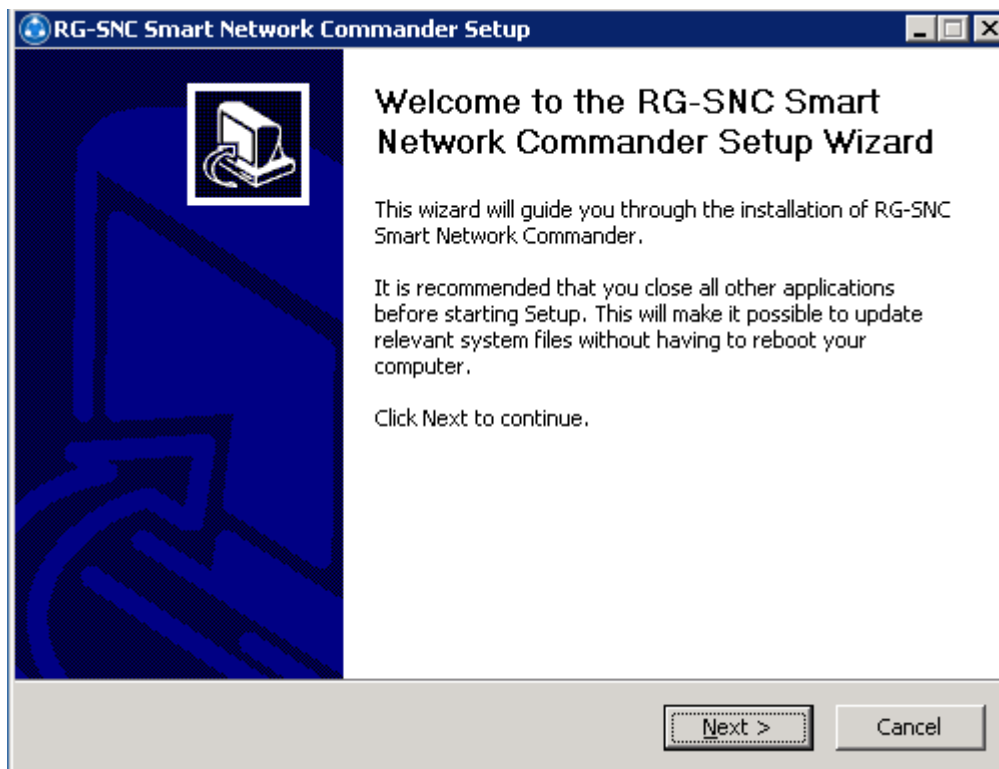 RG-SNC Smart Network Commander Setup
Welcome to the RG-SNC Smart
Network Commander Setup Wizard
This wizard will guide you through the installation of RG-SNC
Smart Network Commander.
It is recommended that you close all other applications
before starting Setup. This will make it possible to update
relevant system files without having to reboot your
computer.
Click Next to continue.
Next >
Cancel